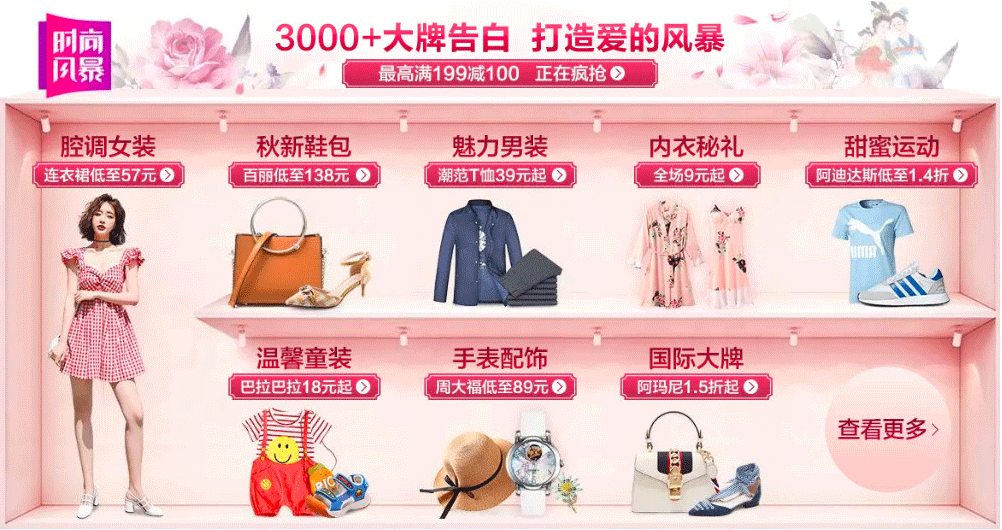 时尚
风暴
3000+大牌告白 打造爱的风暴
最高满199减100 正在疯抢
腔调女装
连衣裙低至57元
秋新鞋包
百丽低至138元
魅力男装
潮范T恤39元起
内衣秘礼
全场9元起
甜蜜运动
阿迪达斯低至1.4折
PUMA
温馨童装
巴拉巴拉18元起
手表配饰
周大福低至89元
国际大牌
阿玛尼1.5折起
查看更多